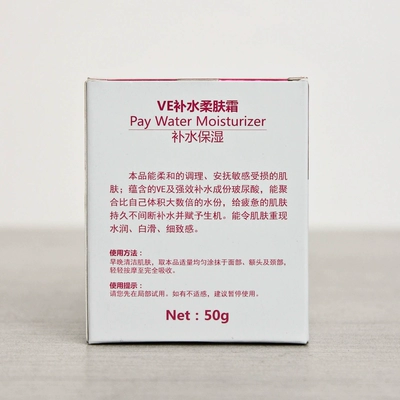 VE补水柔肤霜
Pay Water Moisturizer
补水保湿
本品能柔和的调理、安抚敏感受损的肌
肤；蕴含的VE及强效补水成份玻尿酸，能聚
合比自己体积大数倍的水份，给疲惫的肌肤
持久不间断补水并赋予生机。能令肌肤重现
水润、白滑、细致感。
使用方法：
早晚清洁肌肤，取本品适量均匀涂抹于面部、额头及颈部，
轻轻按摩至完全吸收。
使用提示：
请您先在局部试用。如有不适感，建议暂停使用。
Net：50g